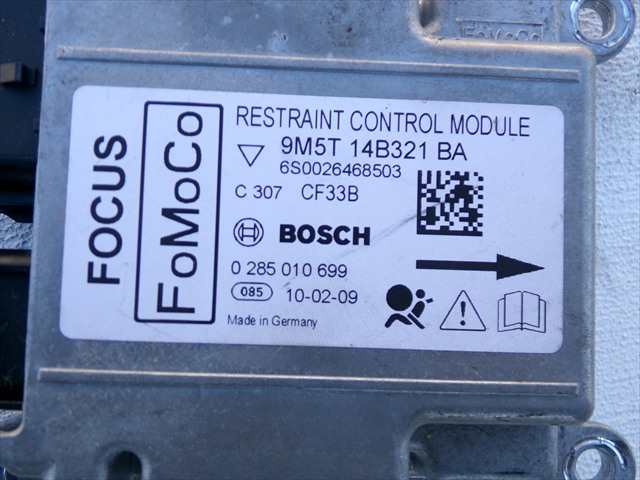 FoMoCo
FOCUS
FoMoCo
RESTRAINT CONTROL MODULE
9M5T 14B321 BA
6S0026468503
C 307 CF33B
BOSCH
0 285 010 699
085 10-02-09
Made in Germany